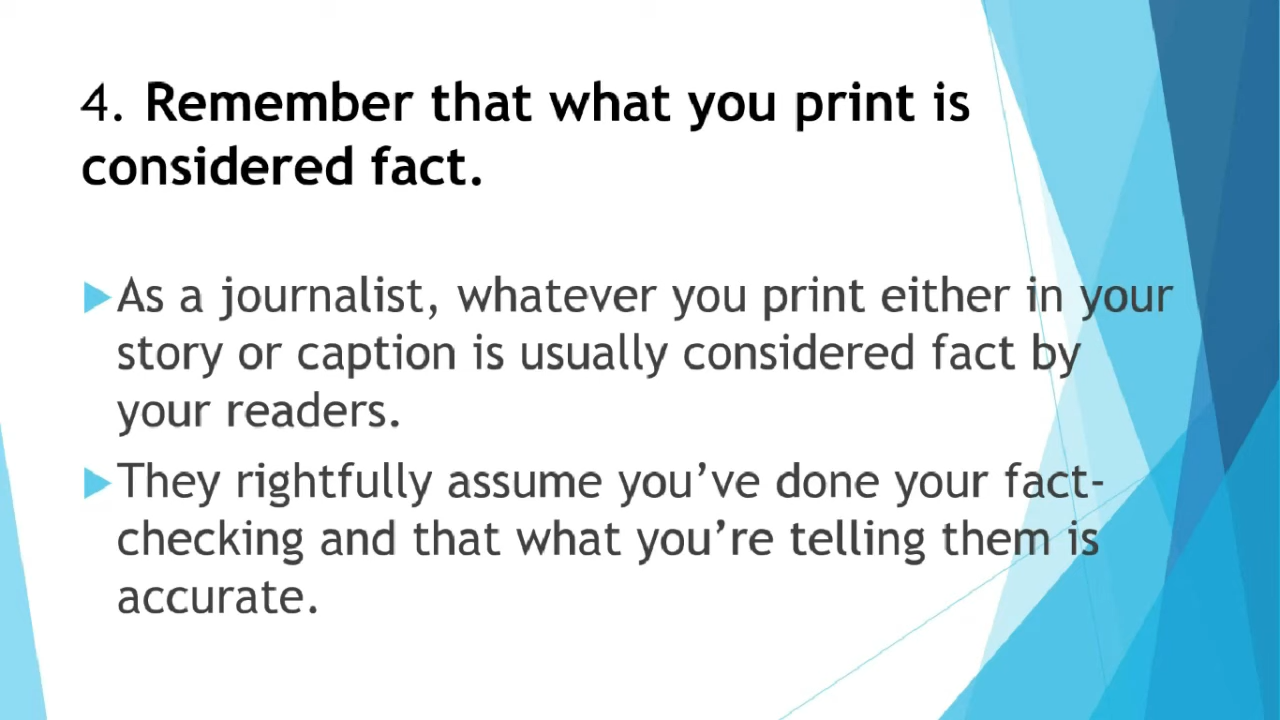 4. Remember that what you print is
considered fact.
As a journalist, whatever you print either in your
story or caption is usually considered fact by
your readers.
They rightfully assume you’ve done your fact-
checking and that what you’re telling them is
accurate.